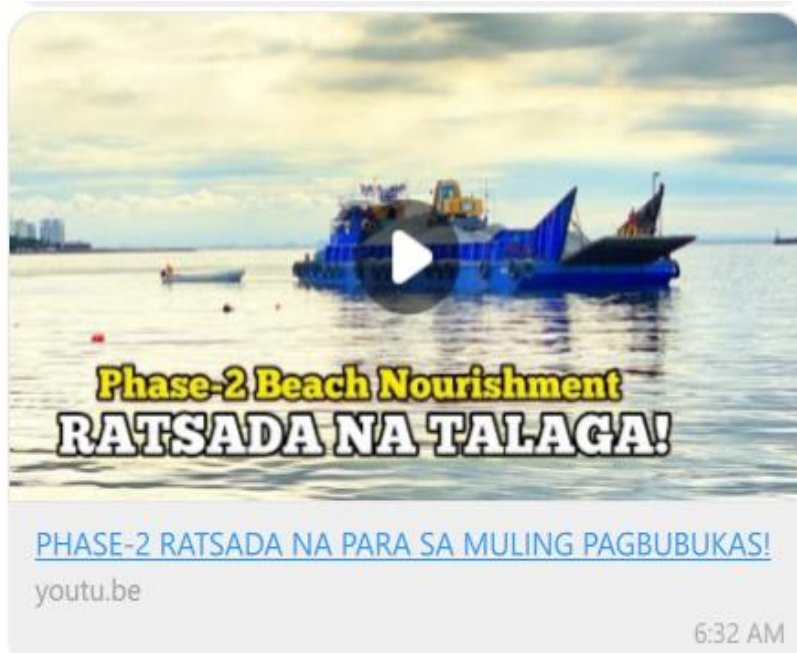 Phase-2 Beach Nourishment
RATSADA NA TALAGA!
PHASE-2 RATSADA NA PARA SA MULING PAGBUBUKAS!
youtu.be
6:32 AM